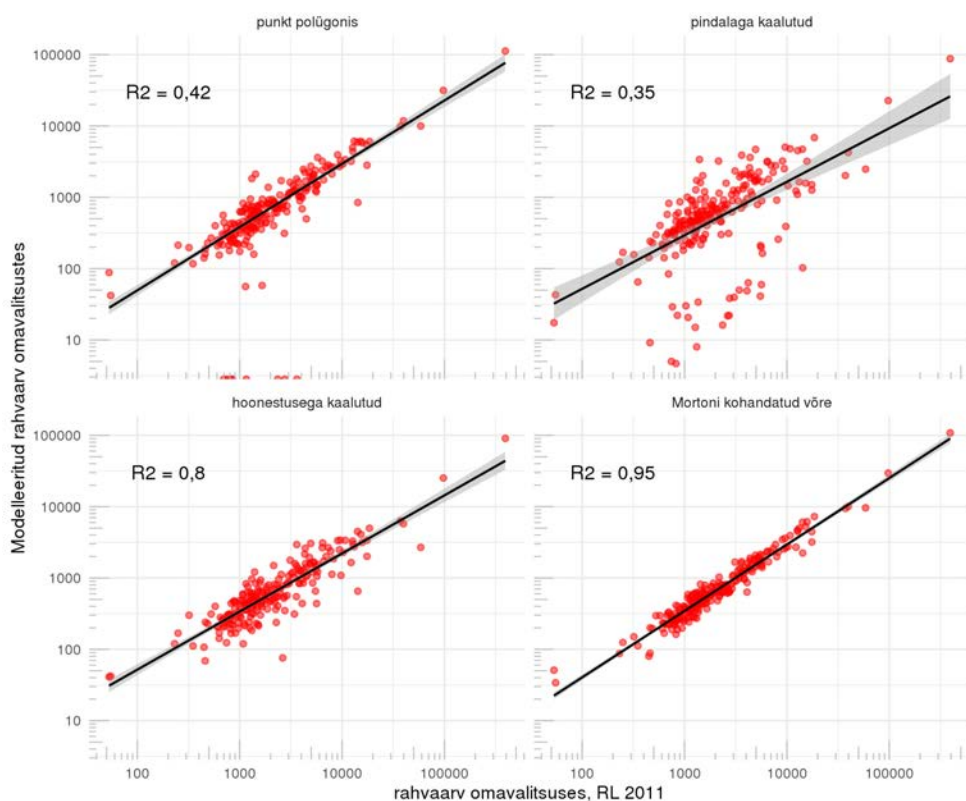 punkt polügonis
pindalaga kaalutud
100000
10000
1000
100
10
R2 = 0,42
R2 = 0,35
hoonestusega kaalutud
Mortoni kohandatud võre
100000
10000
1000
100
10
R2 = 0,8
R2 = 0,95
Modelleeritud rahvaarv omavalitsustes
100
1000
10000
100000
100
1000
10000
100000
rahvaarv omavalitsuses, RL 2011